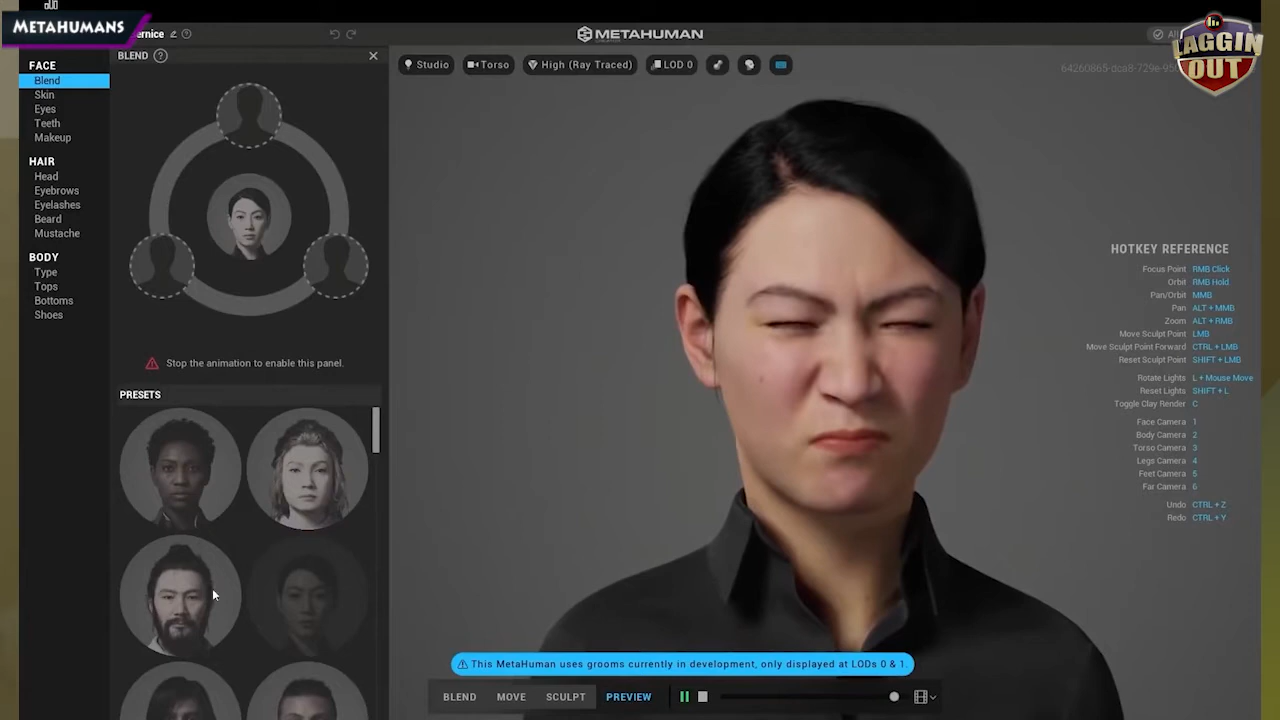 METAHUMANS
ernice
METAHUMAN
LAGGIN
OUT
BLEND
FACE
Blend
Skin
Eyes
Teeth
Makeup
HAIR
Head
Eyebrows
Eyelashes
Beard
Mustache
BODY
Type
Tops
Bottoms
Shoes
Stop the animation to enable this panel.
PRESETS
Studio
Torso
High (Ray Traced)
LOD 0
HOTKEY REFERENCE
Focus Point RMB Click
Orbit RMB Hold
Pan/Orbit MMB
Pan ALT + MMB
Zoom ALT + RMB
Move Sculpt Point LMB
Move Sculpt Point Forward CTRL + LMB
Reset Sculpt Point SHIFT + LMB
Rotate Lights L + Mouse Move
Reset Lights SHIFT + L
Toggle Clay Render C
Face Camera 1
Body Camera 2
Torso Camera 3
Legs Camera 4
Feet Camera 5
Far Camera 6
Undo CTRL + Z
Redo CTRL + Y
This MetaHuman uses grooms currently in development, only displayed at LODs 0 & 1.
BLEND MOVE SCULPT PREVIEW